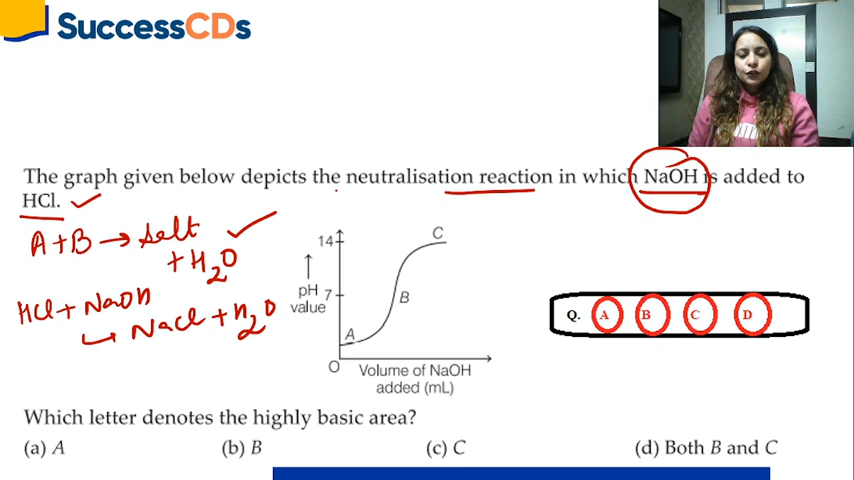 SuccessCDs
The graph given below depicts the neutralisation reaction in which NaOH is added to
HCl.
A+B → Salt
+ H2O
HCl + NaOH
↳ NaCl + H2O
14
pH
value
7
A
B
C
O
Volume of NaOH
added (mL)
Q. A B C D
Which letter denotes the highly basic area?
(a) A (b) B (c) C (d) Both B and C